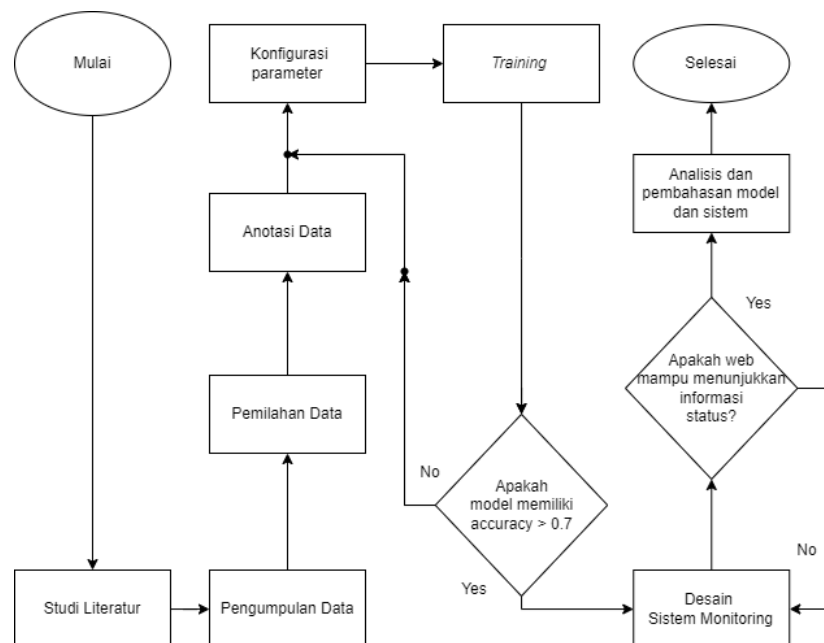 Mulai
Studi Literatur
Pengumpulan Data
Pemilahan Data
Anotasi Data
Konfigurasi
parameter
Training
Apakah
model memiliki
accuracy > 0.7
No
Yes
Desain
Sistem Monitoring
Apakah web
mampu menunjukkan
informasi
status?
No
Yes
Analisis dan
pembahasan model
dan sistem
Selesai